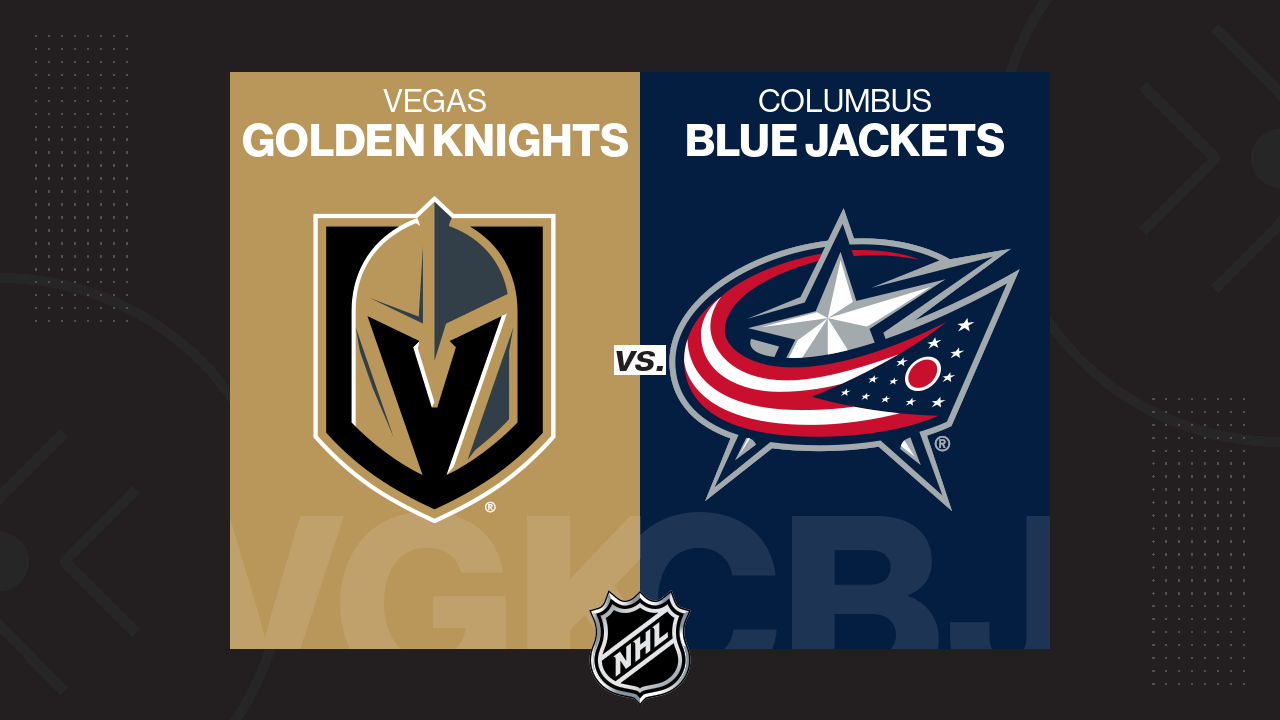 VEGAS
GOLDEN KNIGHTS
COLUMBUS
BLUE JACKETS
vs.
®
®
VGK
CBJ
NHL